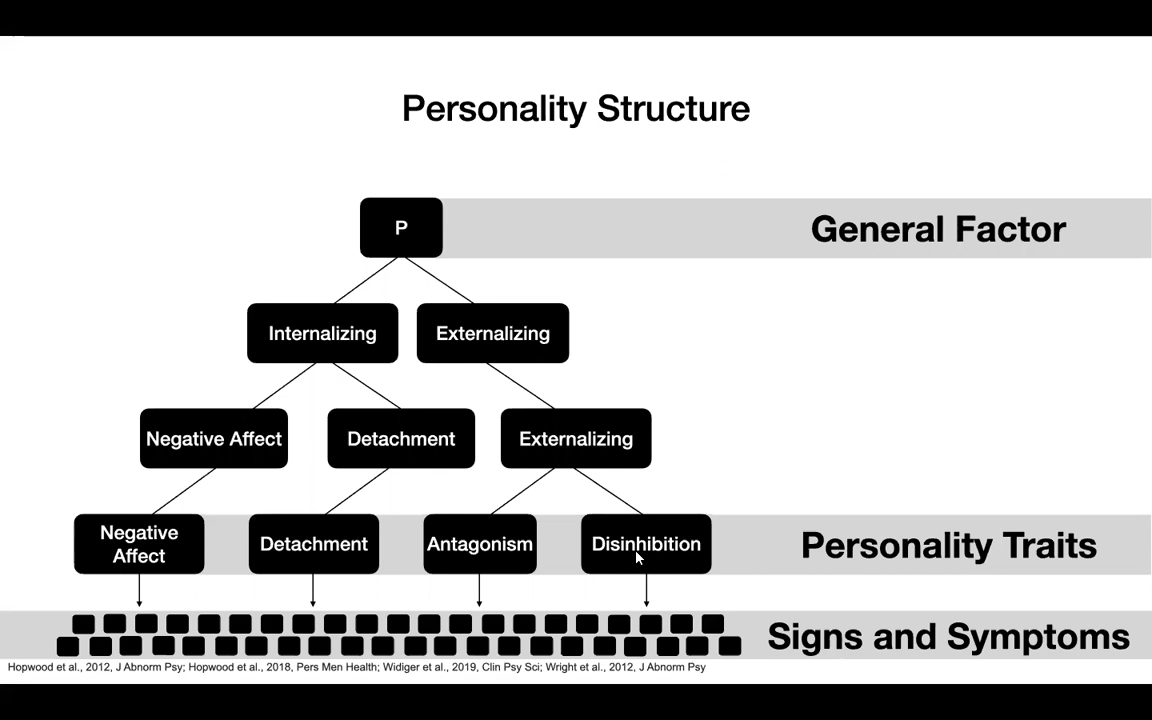 Personality Structure
P
General Factor
Internalizing
Externalizing
Negative Affect
Detachment
Externalizing
Negative
Affect
Detachment
Antagonism
Disinhibition
Personality Traits
Signs and Symptoms
Hopwood et al., 2012, J Abnorm Psy; Hopwood et al., 2018, Pers Men Health; Widiger et al., 2019, Clin Psy Sci; Wright et al., 2012, J Abnorm Psy